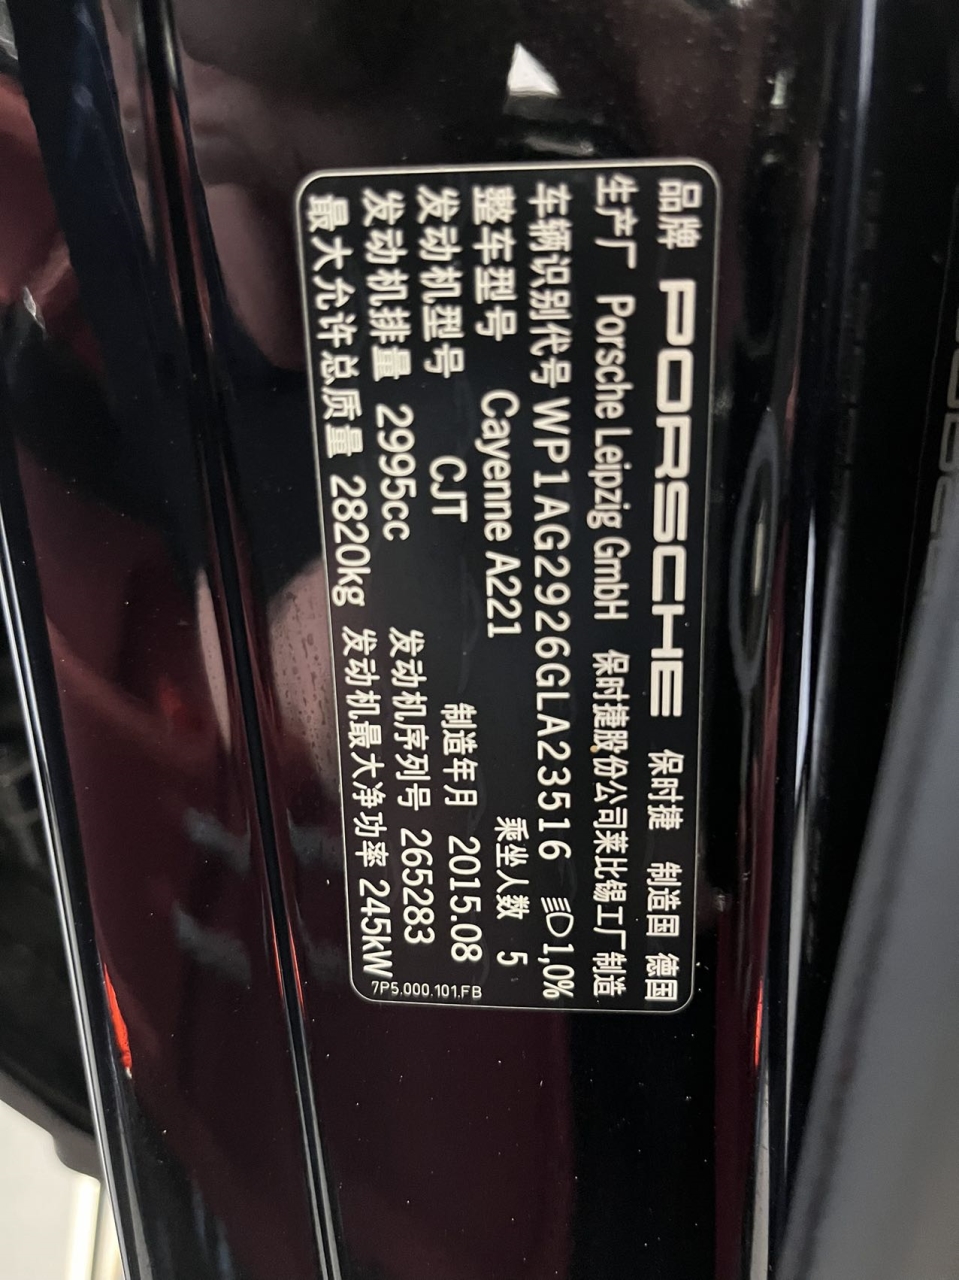 品牌 PORSCHE 保时捷 制造国 德国
生产厂 Porsche Leipzig GmbH 保时捷股份公司莱比锡工厂制造
车辆识别代号 WP1AG2926GLA23516 1,0%
整车型号 Cayenne A221 乘坐人数 5
发动机型号 CJT 制造年月 2015.08
发动机排量 2995cc 发动机序列号 265283
最大允许总质量 2820kg 发动机最大净功率 245kW
7P5.000.101.FB